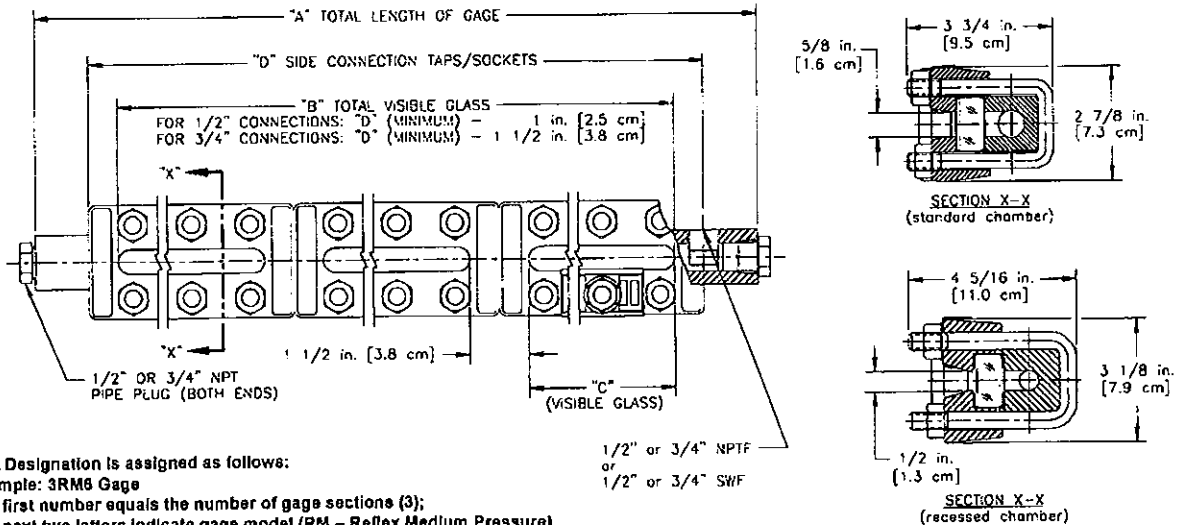 "A" TOTAL LENGTH OF GAGE
"D" SIDE CONNECTION TAPS/SOCKETS
"B" TOTAL VISIBLE GLASS
FOR 1/2" CONNECTIONS: "D" (MINIMUM) – 1 in. [2.5 cm]
FOR 3/4" CONNECTIONS: "D" (MINIMUM) – 1 1/2 in. [3.8 cm]
"X"
"X"
1 1/2 in. [3.8 cm]
1/2" OR 3/4" NPT
PIPE PLUG (BOTH ENDS)
"C"
(VISIBLE GLASS)
1/2" or 3/4" NPTF
or
1/2" or 3/4" SWF
3 3/4 in.
[9.5 cm]
5/8 in.
[1.6 cm]
2 7/8 in.
[7.3 cm]
SECTION X–X
(standard chamber)
4 5/16 in.
[11.0 cm]
3 1/8 in.
[7.9 cm]
1/2 in.
[1.3 cm]
SECTION X–X
(recessed chamber)
Designation is assigned as follows:
mple: 3RM6 Gage
first number equals the number of gage sections (3);
next two letters indicate gage model (RM – Reflex Medium Pressure)